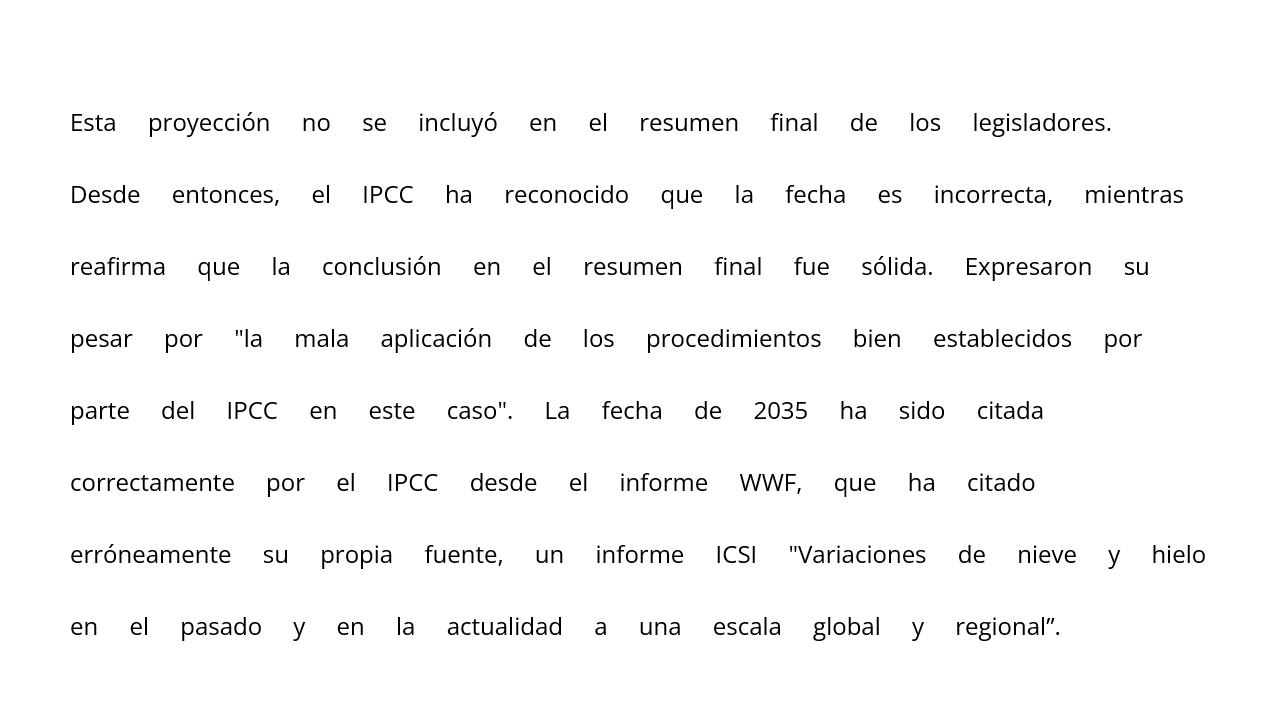 Esta proyección no se incluyó en el resumen final de los legisladores.
Desde entonces, el IPCC ha reconocido que la fecha es incorrecta, mientras
reafirma que la conclusión en el resumen final fue sólida. Expresaron su
pesar por "la mala aplicación de los procedimientos bien establecidos por
parte del IPCC en este caso". La fecha de 2035 ha sido citada
correctamente por el IPCC desde el informe WWF, que ha citado
erróneamente su propia fuente, un informe ICSI "Variaciones de nieve y hielo
en el pasado y en la actualidad a una escala global y regional”.